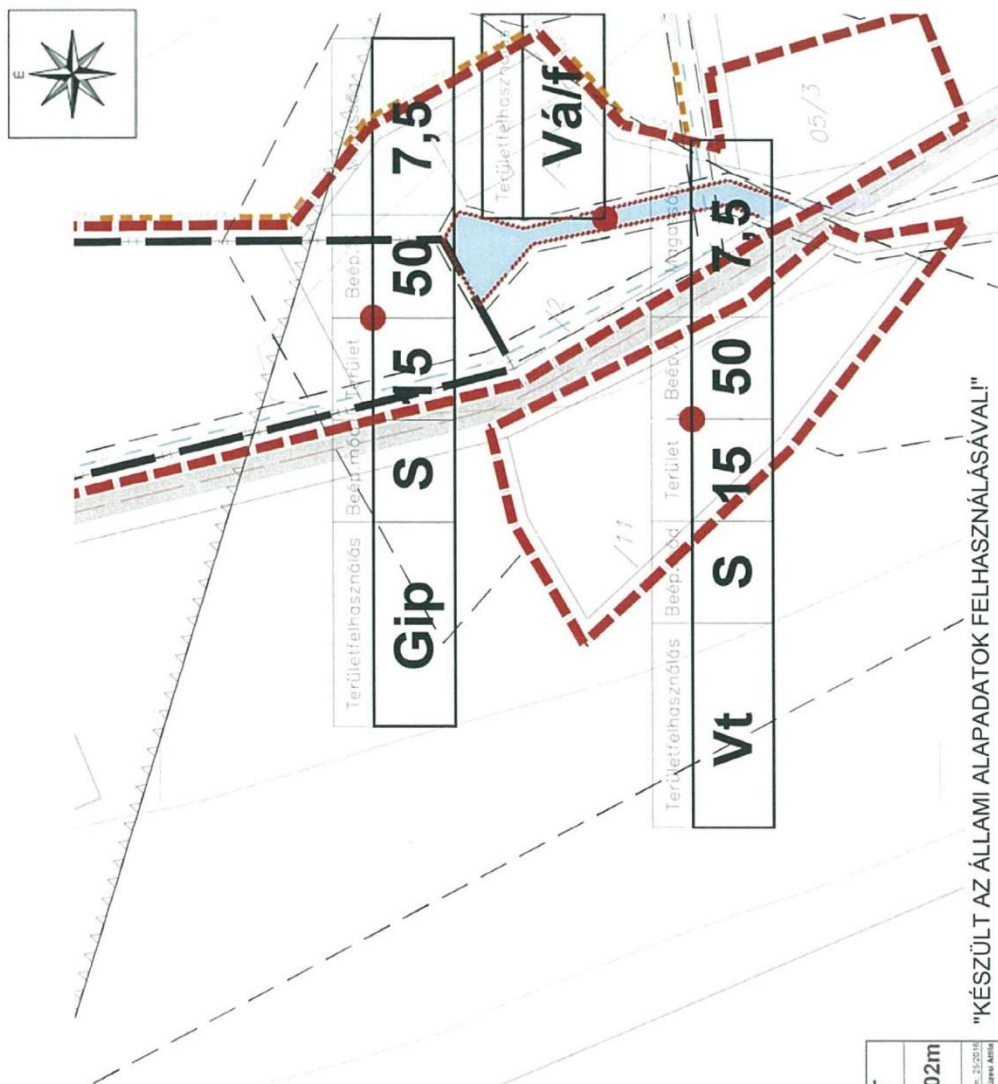 É
Területfelhasználás Beép.mód Terület Beép.
Gip S 15 50 7,5
Területfelhasználás
Vá/f
Területfelhasználás Beép.mód Terület Beép.
Vt S 15 50 7,5
05/3
/2
/11
"KÉSZÜLT AZ ÁLLAMI ALAPADATOK FELHASZNÁLÁSÁVAL!"
02m